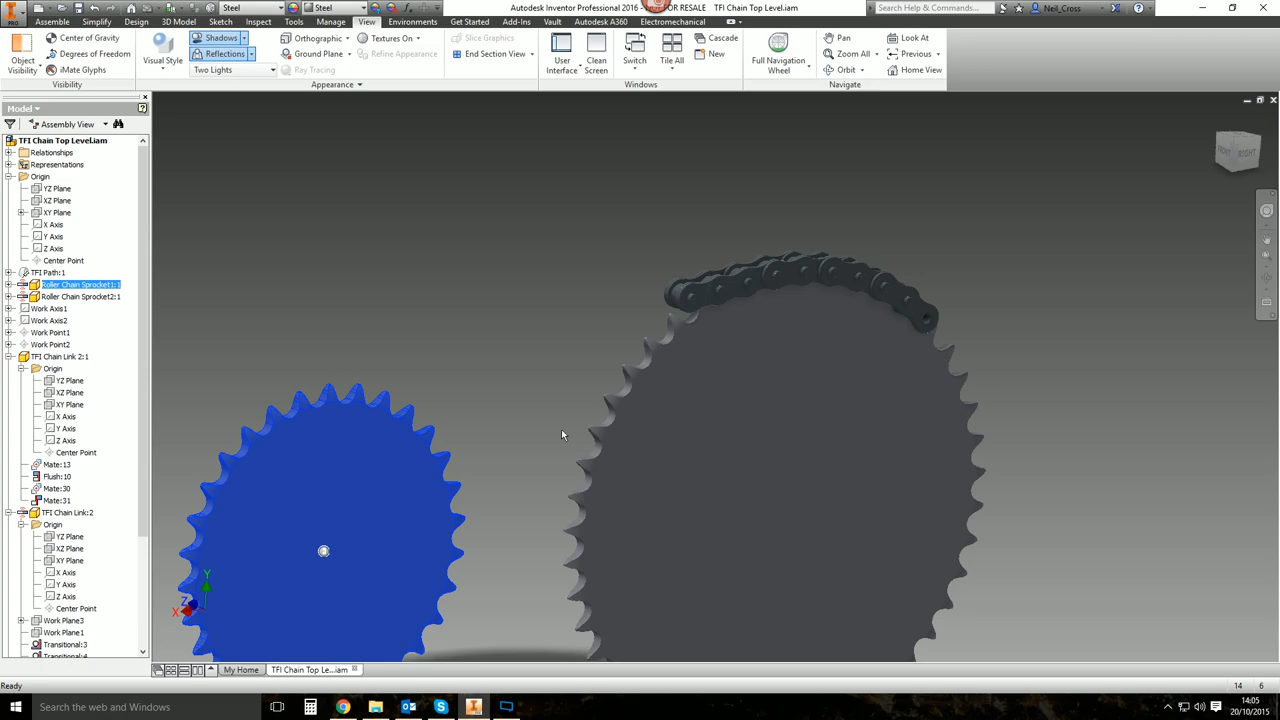 Steel
Steel
Autodesk Inventor Professional 2016
RESALE
TFI Chain Top Level.iam
Search Help & Commands...
Neil_Cross
PRO
Assembly
Simplify
Design
3D Model
Sketch
Inspect
Tools
Manage
View
Environments
Get Started
Add-Ins
Vault
Autodesk A360
Electromechanical
Object
Visibility
Center of Gravity
Degrees of Freedom
iMate Glyphs
Visibility
Visual Style
Shadows
Reflections
Two Lights
Orthographic
Ground Plane
Ray Tracing
Textures On
Refine Appearance
Appearance
Slice Graphics
End Section View
User
Interface
Clean
Screen
Switch
Tile All
Cascade
New
Windows
Full Navigation
Wheel
Pan
Zoom All
Orbit
Look At
Previous
Home View
Navigate
Model
Assembly View
TFI Chain Top Level.iam
Relationships
Representations
Origin
YZ Plane
XZ Plane
XY Plane
X Axis
Y Axis
Z Axis
Center Point
TFI Path:1
Roller Chain Sprocket1:1
Roller Chain Sprocket2:1
Work Axis1
Work Axis2
Work Point1
Work Point2
TFI Chain Link 2:1
Origin
YZ Plane
XZ Plane
XY Plane
X Axis
Y Axis
Z Axis
Center Point
Mate:13
Flush:10
Mate:30
Mate:31
TFI Chain Link:2
Origin
YZ Plane
XZ Plane
XY Plane
X Axis
Y Axis
Z Axis
Center Point
Work Plane3
Work Plane1
Transitional:3
FRONT
RIGHT
Y
Z
X
My Home
TFI Chain Top Le...iam
Ready
14
6
Search the web and Windows
14:05
20/10/2015